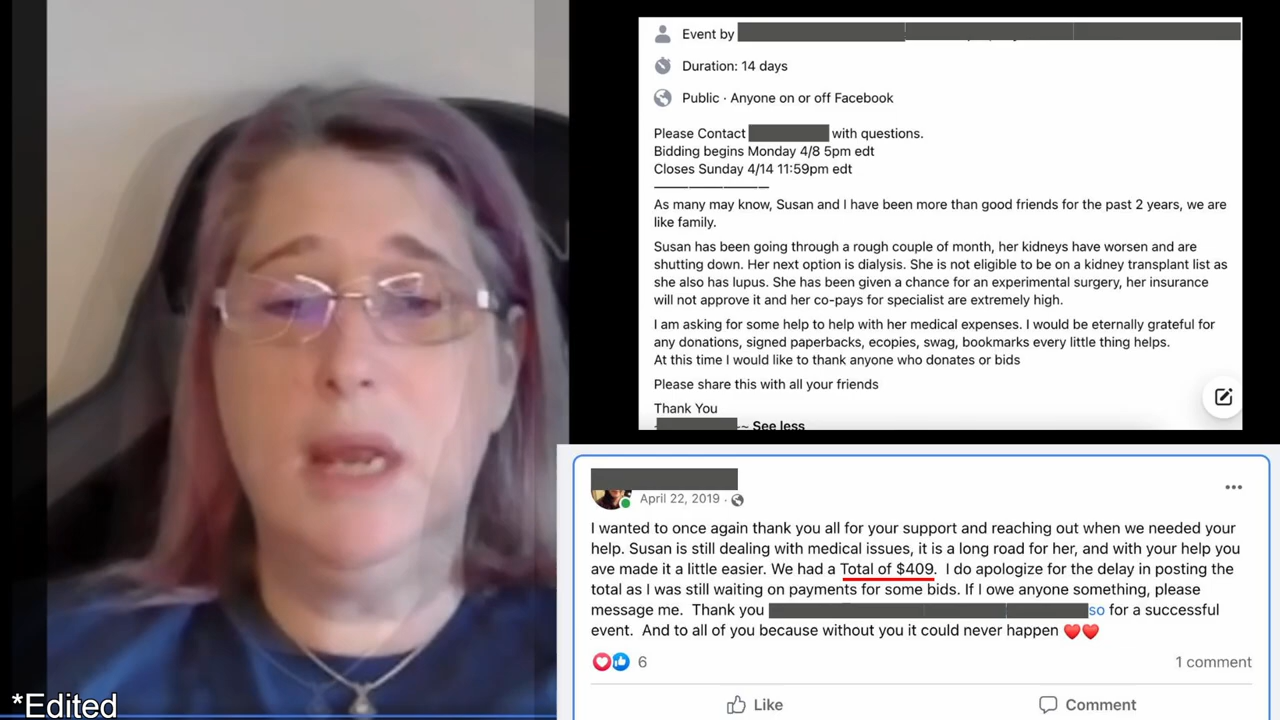 Event by
Duration: 14 days
Public · Anyone on or off Facebook
Please Contact with questions.
Bidding begins Monday 4/8 5pm edt
Closes Sunday 4/14 11:59pm edt
As many may know, Susan and I have been more than good friends for the past 2 years, we are
like family.
Susan has been going through a rough couple of month, her kidneys have worsen and are
shutting down. Her next option is dialysis. She is not eligible to be on a kidney transplant list as
she also has lupus. She has been given a chance for an experimental surgery, her insurance
will not approve it and her co-pays for specialist are extremely high.
I am asking for some help to help with her medical expenses. I would be eternally grateful for
any donations, signed paperbacks, ecopies, swag, bookmarks every little thing helps.
At this time I would like to thank anyone who donates or bids
Please share this with all your friends
Thank You
-~ See less
April 22, 2019 ·
I wanted to once again thank you all for your support and reaching out when we needed your
help. Susan is still dealing with medical issues, it is a long road for her, and with your help you
ave made it a little easier. We had a Total of $409. I do apologize for the delay in posting the
total as I was still waiting on payments for some bids. If I owe anyone something, please
message me. Thank you so for a successful
event. And to all of you because without you it could never happen ❤️❤️
6
1 comment
Like
Comment
*Edited